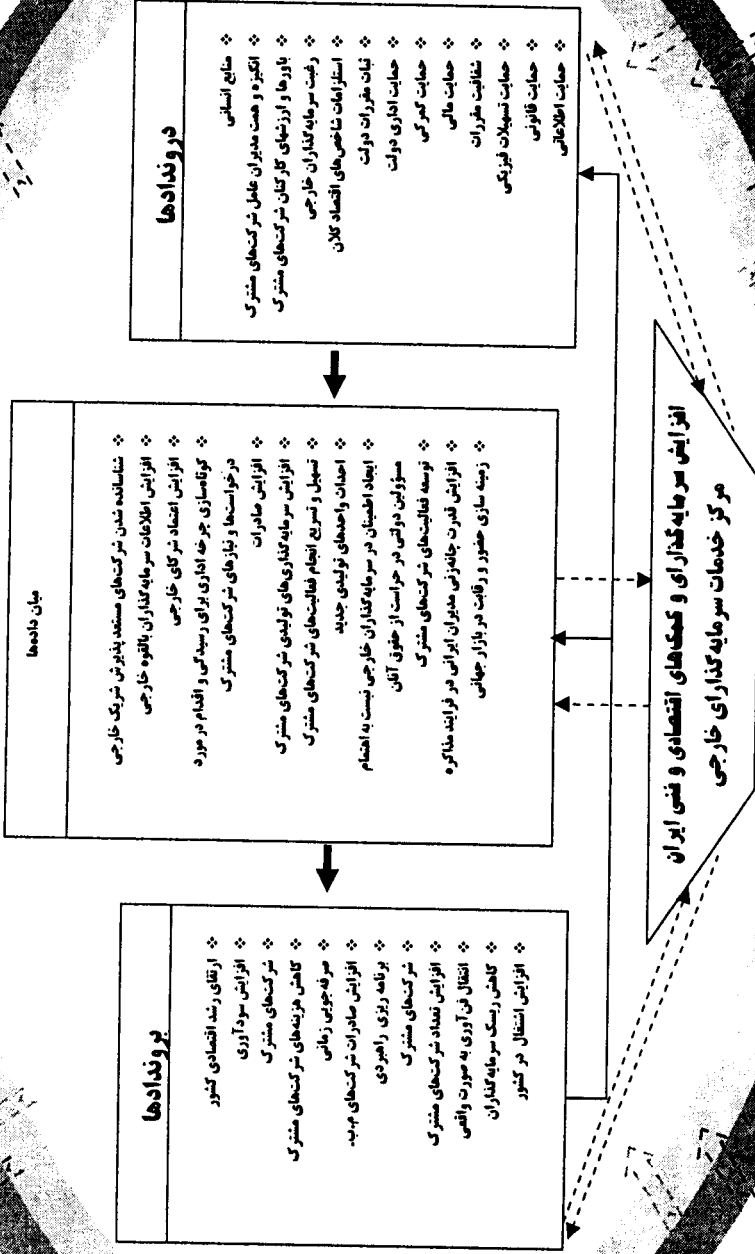 دروندادها
❖ منابع انسانی
❖ انگیزه و همت مدیران عامل شرکت‌های مشترک
❖ باورها و ارزشهای کارکنان شرکت‌های مشترک
❖ رغبت سرمایه‌گذاران خارجی
❖ استلزامات شاخص‌های اقتصاد کلان
❖ ثبات مقررات دولت
❖ حمایت اداری دولت
❖ حمایت گمرکی
❖ حمایت مالی
❖ شفافیت مقررات
❖ حمایت تسهیلات فیزیکی
❖ حمایت قانونی
❖ حمایت اطلاعاتی
میان داده‌ها
❖ شناسانده شدن شرکت‌های مستعد پذیرش شریک خارجی
❖ افزایش اطلاعات سرمایه‌گذاران بالقوه خارجی
❖ افزایش اعتماد شرکای خارجی
❖ کوتاه‌سازی چرخه اداری برای رسیدگی و اقدام در مورد
درخواست‌ها و نیازهای شرکت‌های مشترک
❖ افزایش صادرات
❖ افزایش سرمایه‌گذاری‌های تولیدی شرکت‌های مشترک
❖ تسهیل و تسریع انجام فعالیت‌های شرکت‌های مشترک
❖ احداث واحدهای تولیدی جدید
❖ ایجاد اطمینان در سرمایه‌گذاران خارجی نسبت به اهتمام
مسؤولین دولتی در حراست از حقوق آنان
❖ توسعه فعالیت‌های شرکت‌های مشترک
❖ افزایش قدرت چانه‌زنی مدیران ایرانی در فرایند مذاکره
❖ زمینه سازی حضور و رقابت در بازار جهانی
بروندادها
❖ ارتقای رشد اقتصادی کشور
❖ افزایش سودآوری
❖ شرکت‌های مشترک
❖ کاهش هزینه‌های شرکت‌های مشترک
❖ صرفه‌جویی زمانی
❖ افزایش صادرات شرکت‌های م.ب.
❖ برنامه ریزی راهبردی
❖ شرکت‌های مشترک
❖ افزایش تعداد شرکت‌های مشترک
❖ انتقال فن آوری به صورت واقعی
❖ کاهش ریسک سرمایه‌گذاران
❖ افزایش اشتغال در کشور
افزایش سرمایه‌گذارای و کمک‌های اقتصادی و فنی ایران
مرکز خدمات سرمایه‌گذارای خارجی